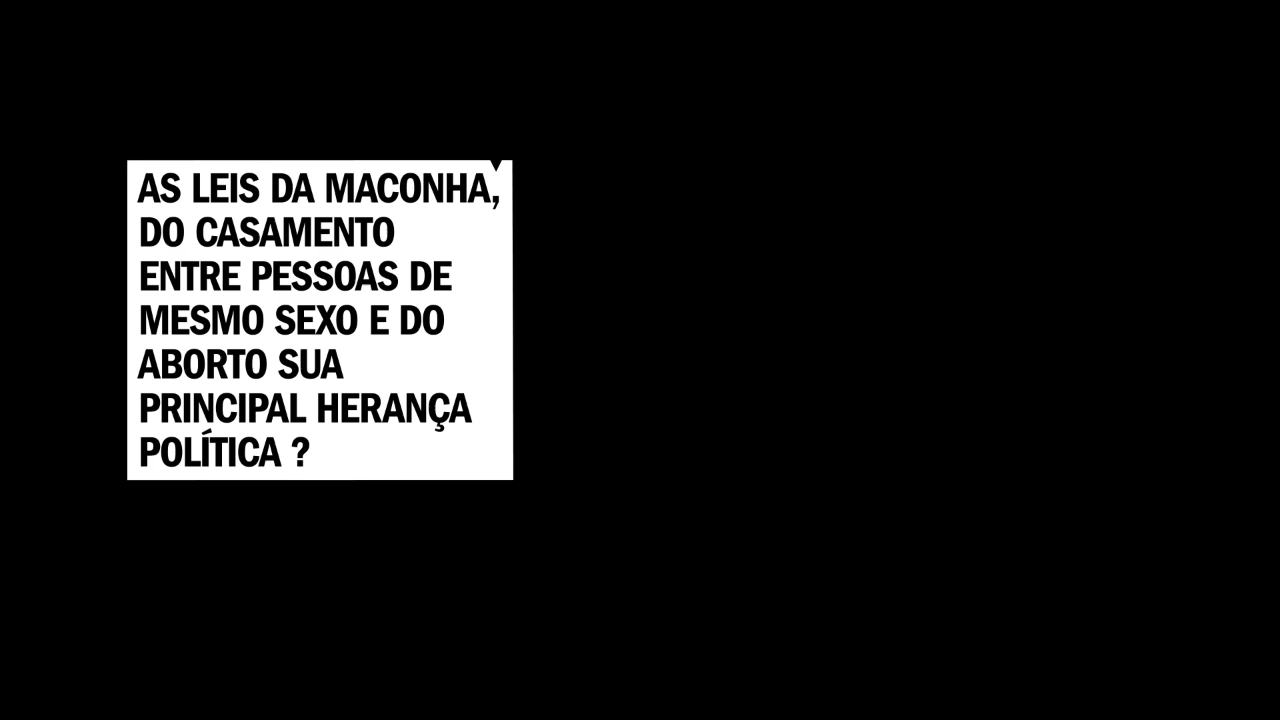 AS LEIS DA MACONHA,
DO CASAMENTO
ENTRE PESSOAS DE
MESMO SEXO E DO
ABORTO SUA
PRINCIPAL HERANÇA
POLÍTICA ?